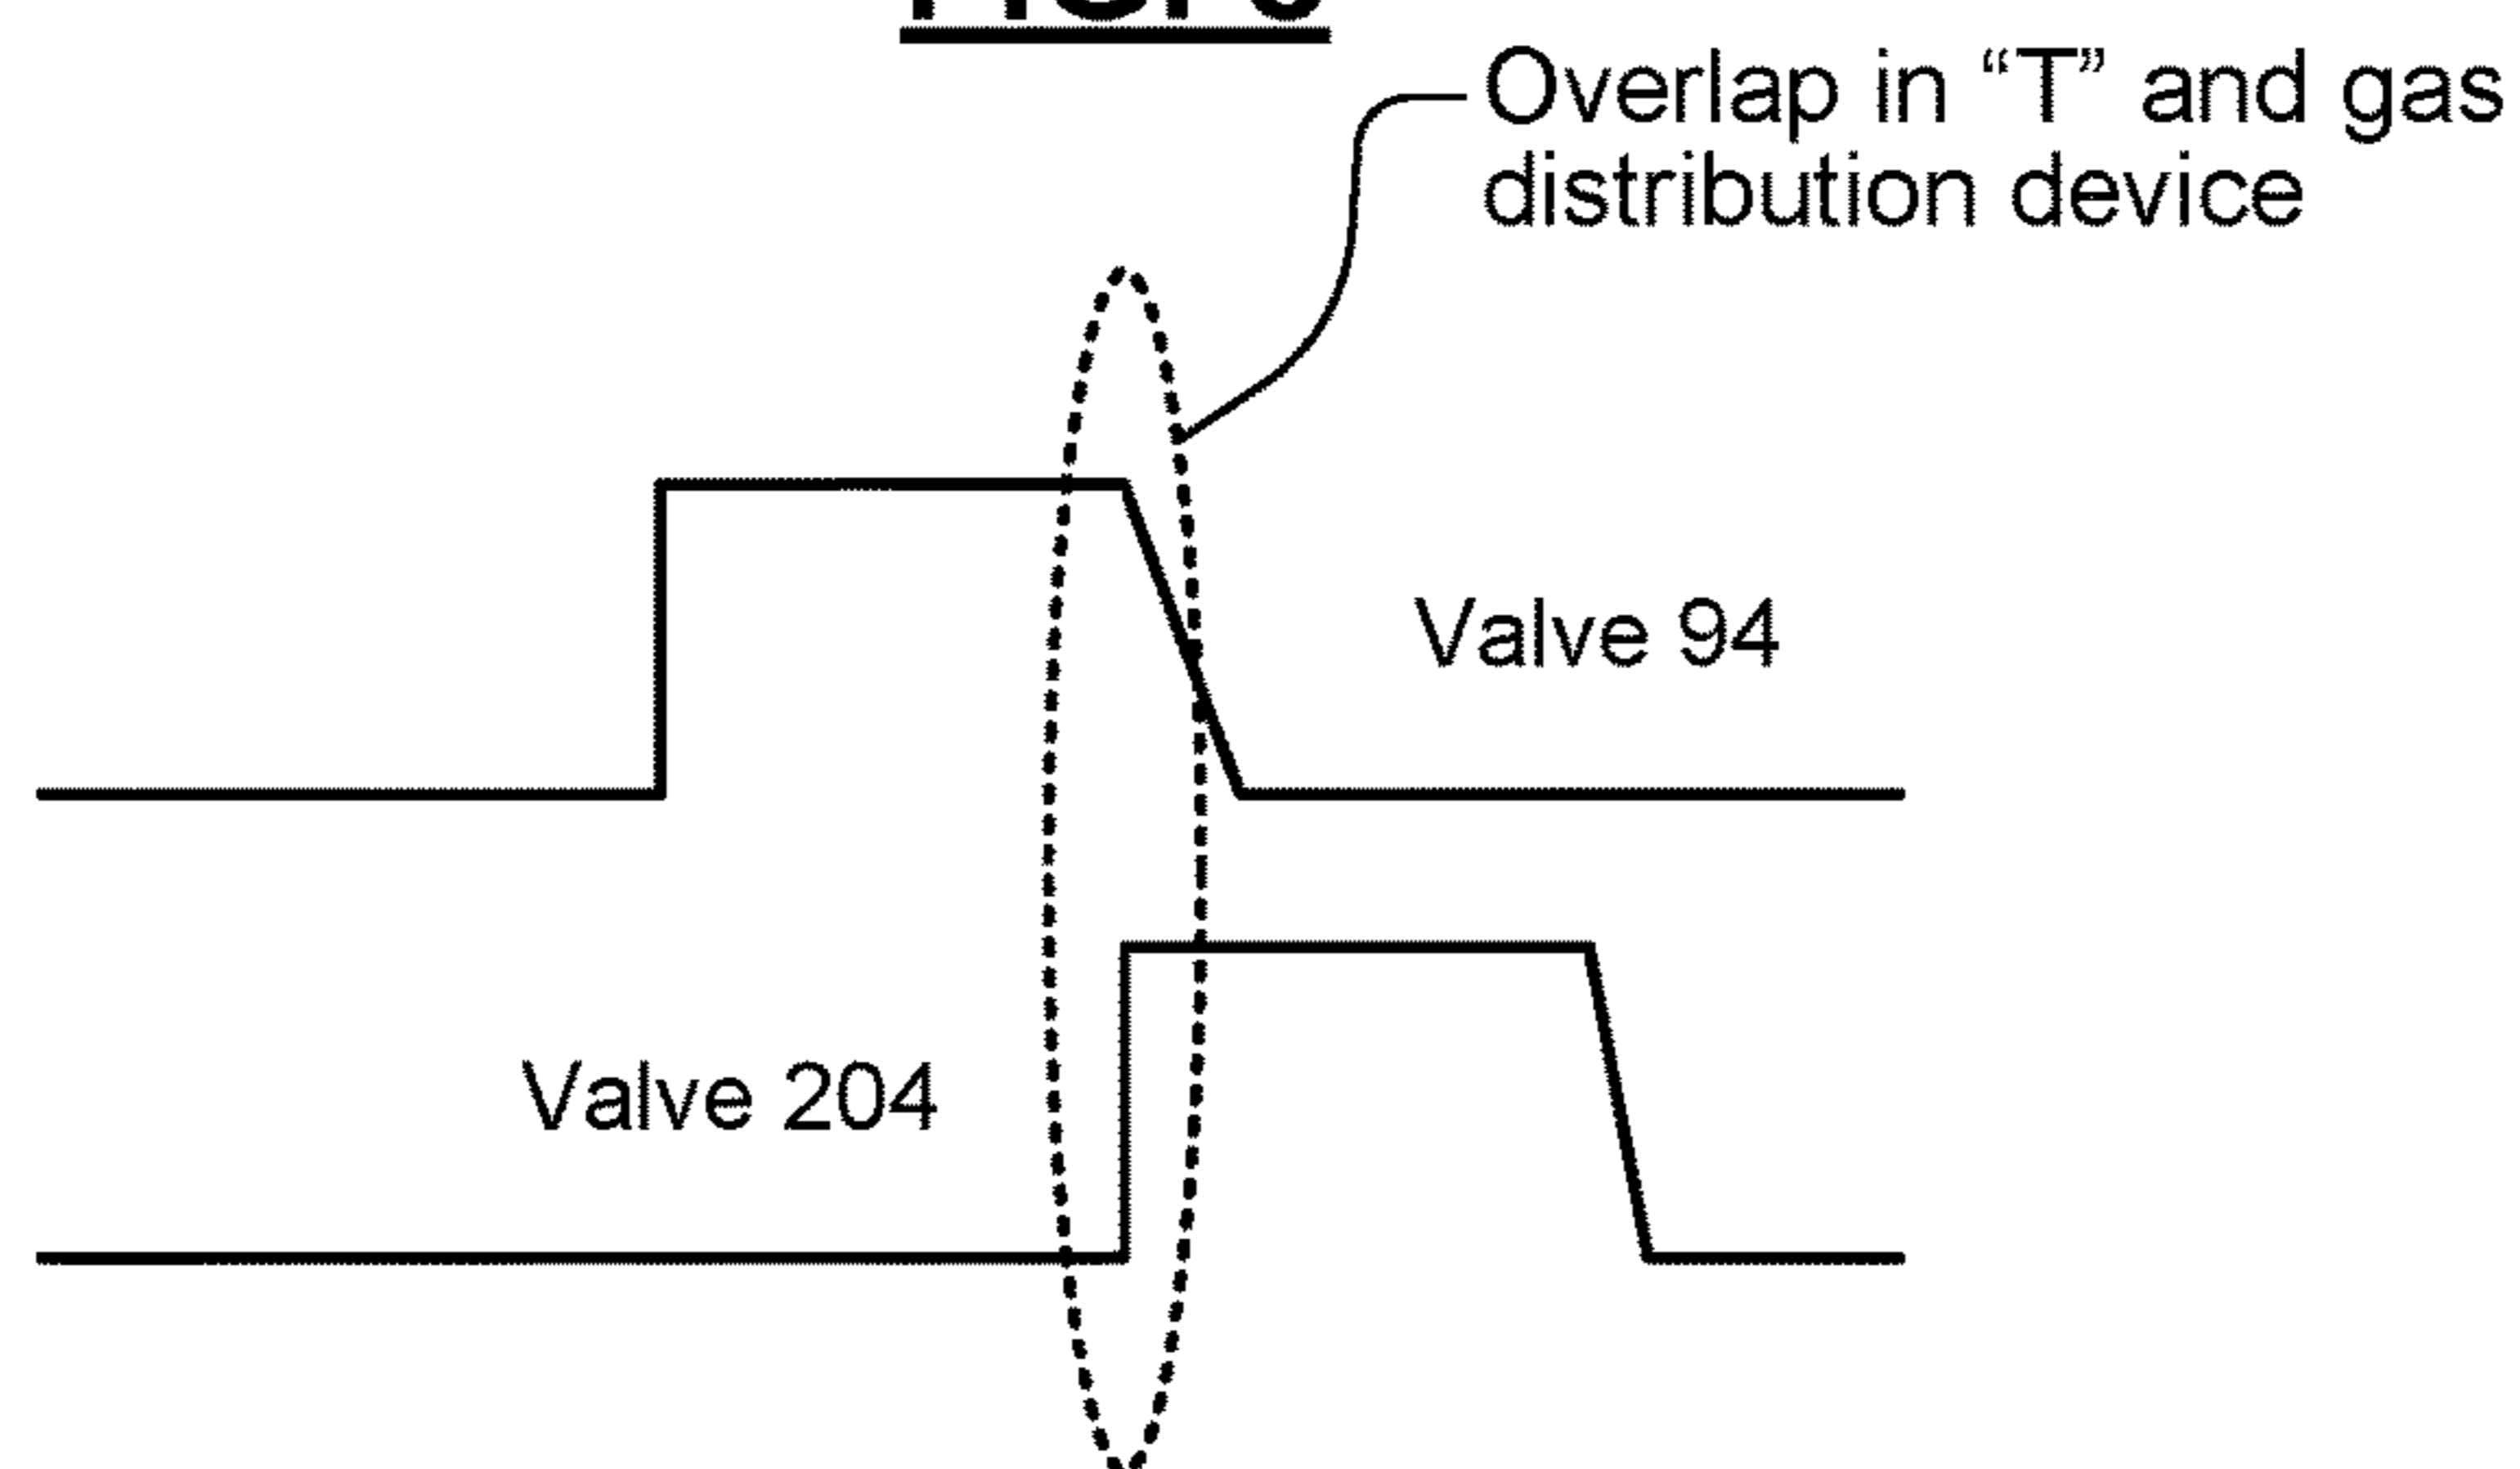 Overlap in “T” and gas
distribution device
Valve 94
Valve 204